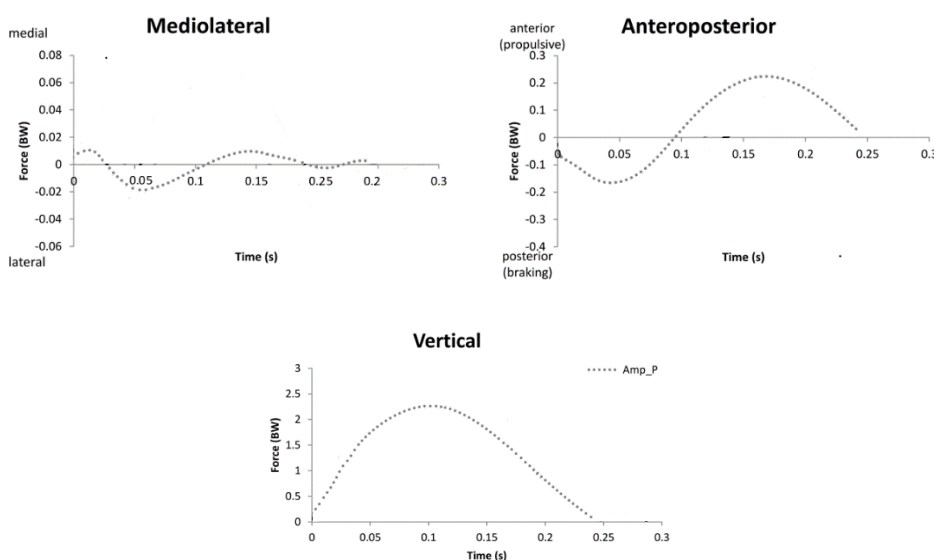 Mediolateral
medial
0.08
0.06
0.04
0.02
0
-0.02
-0.04
-0.06
Force (BW)
0 0.05 0.1 0.15 0.25 0.2 0.3
lateral
Time (s)
Anteroposterior
anterior
(propulsive)
0.3
0.2
0.1
0
-0.1
-0.2
-0.3
-0.4
Force (BW)
0 0.05 0.1 0.15 0.2 0.25 0.3
posterior
(braking)
Time (s)
Vertical
3
2.5
2
1.5
1
0.5
0
Force (BW)
Amp_P
0 0.05 0.1 0.15 0.2 0.25 0.3
Time (s)